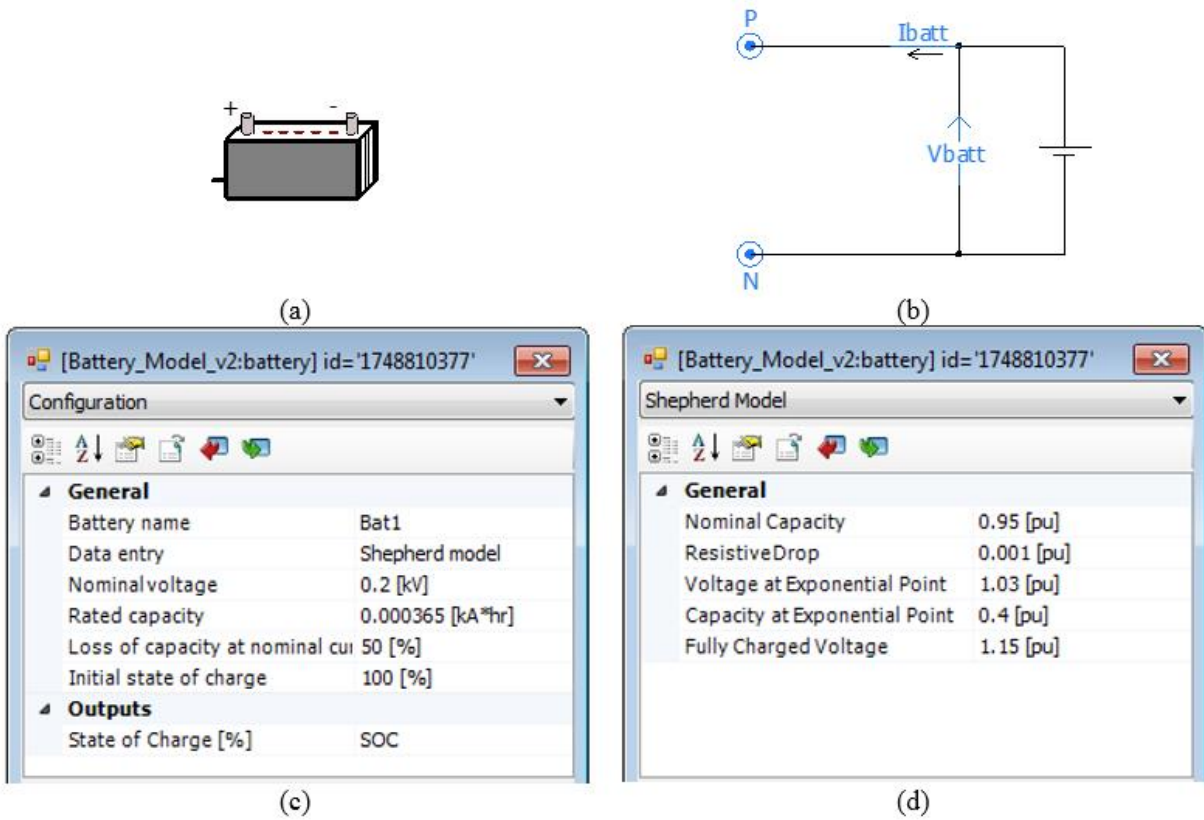 + -
P
Ibatt
Vbatt
N
(a)
(b)
[Battery_Model_v2:battery] id='1748810377'
Configuration
General
Battery name Bat1
Data entry Shepherd model
Nominal voltage 0.2 [kV]
Rated capacity 0.000365 [kA*hr]
Loss of capacity at nominal cur 50 [%]
Initial state of charge 100 [%]
Outputs
State of Charge [%] SOC
(c)
[Battery_Model_v2:battery] id='1748810377'
Shepherd Model
General
Nominal Capacity 0.95 [pu]
Resistive Drop 0.001 [pu]
Voltage at Exponential Point 1.03 [pu]
Capacity at Exponential Point 0.4 [pu]
Fully Charged Voltage 1.15 [pu]
(d)